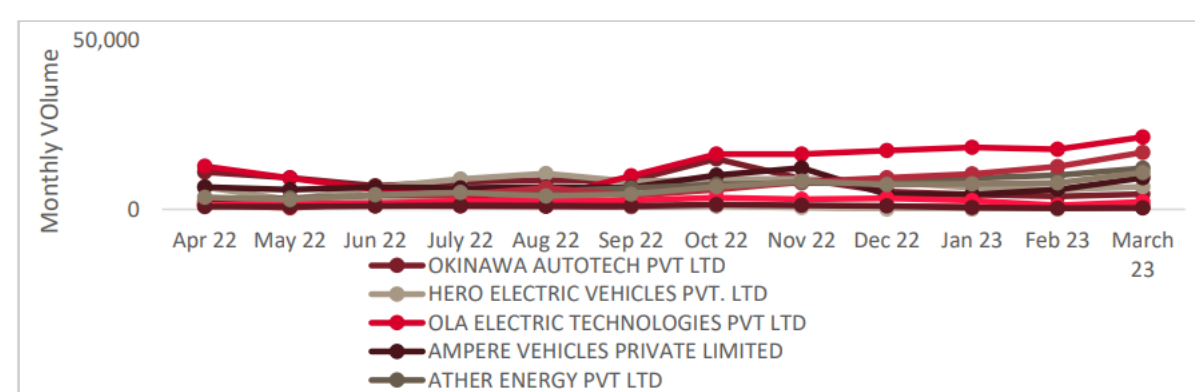 50,000
Monthly VOlume
0
Apr 22 May 22 Jun 22 July 22 Aug 22 Sep 22 Oct 22 Nov 22 Dec 22 Jan 23 Feb 23 March
23
OKINAWA AUTOTECH PVT LTD
HERO ELECTRIC VEHICLES PVT. LTD
OLA ELECTRIC TECHNOLOGIES PVT LTD
AMPERE VEHICLES PRIVATE LIMITED
ATHER ENERGY PVT LTD